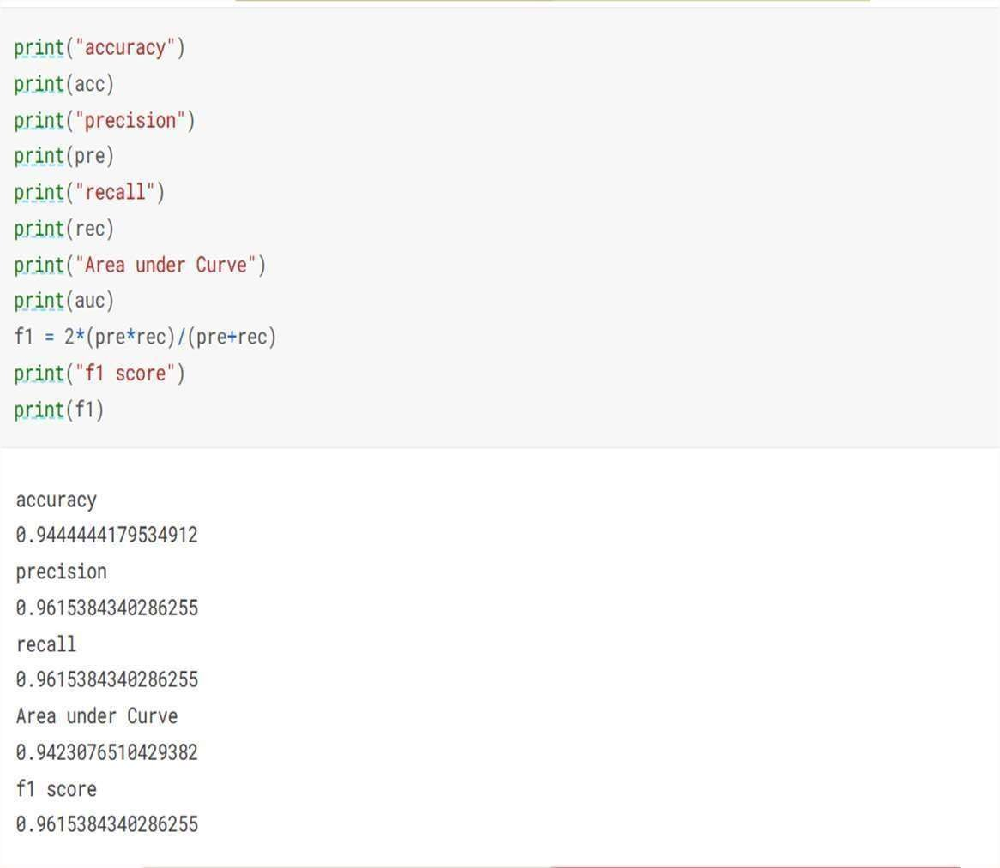 print("accuracy")
print(acc)
print("precision")
print(pre)
print("recall")
print(rec)
print("Area under Curve")
print(auc)
f1 = 2*(pre*rec)/(pre+rec)
print("f1 score")
print(f1)
accuracy
0.9444444179534912
precision
0.9615384340286255
recall
0.9615384340286255
Area under Curve
0.9423076510429382
f1 score
0.9615384340286255